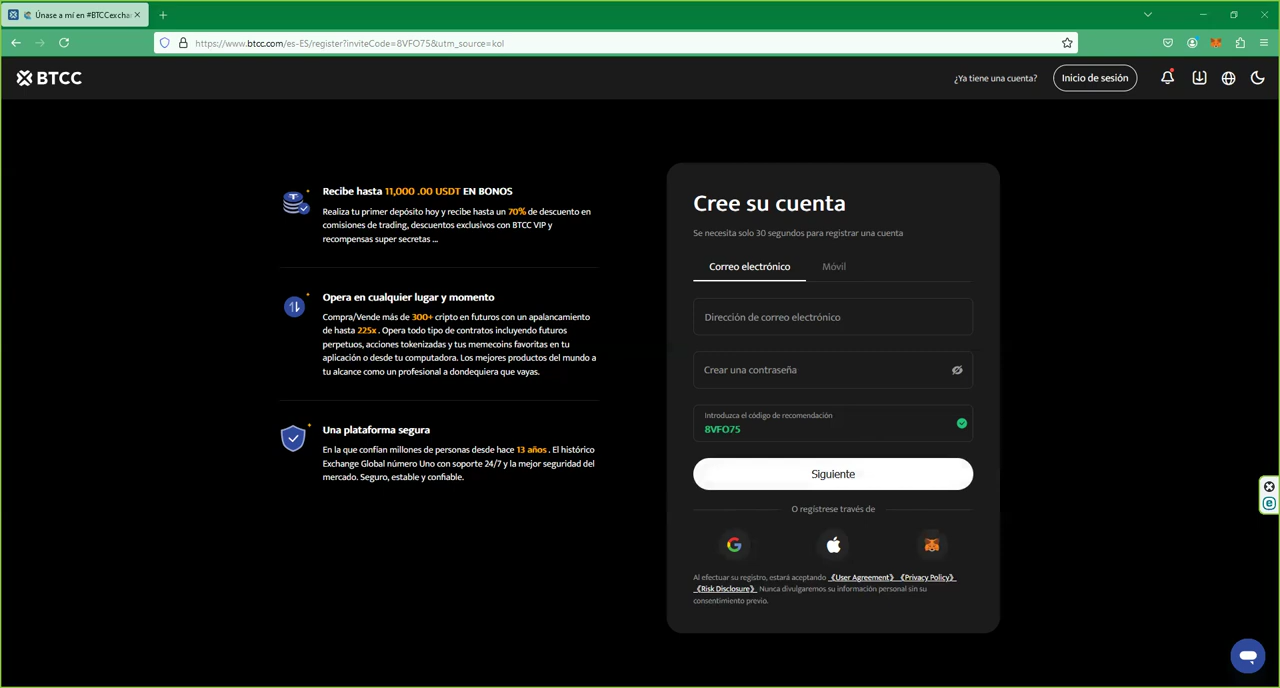 Únase a mí en #BTCCexcha
https://www.btcc.com/es-ES/register?inviteCode=8VFO75&utm_source=kol
BTCC
¿Ya tiene una cuenta?
Inicio de sesión
Recibe hasta 11,000 .00 USDT EN BONOS
Realiza tu primer depósito hoy y recibe hasta un 70% de descuento en
comisiones de trading, descuentos exclusivos con BTCC VIP y
recompensas super secretas ...
Opera en cualquier lugar y momento
Compra/Vende más de 300+ cripto en futuros con un apalancamiento
de hasta 225x . Opera todo tipo de contratos incluyendo futuros
perpetuos, acciones tokenizadas y tus memecoins favoritas en tu
aplicación o desde tu computadora. Los mejores productos del mundo a
tu alcance como un profesional a dondequiera que vayas.
Una plataforma segura
En la que confían millones de personas desde hace 13 años . El histórico
Exchange Global número Uno con soporte 24/7 y la mejor seguridad del
mercado. Seguro, estable y confiable.
Cree su cuenta
Se necesita solo 30 segundos para registrar una cuenta
Correo electrónico
Móvil
Dirección de correo electrónico
Crear una contraseña
Introduzca el código de recomendación
8VFO75
Siguiente
O regístrese través de
Al efectuar su registro, estará aceptando 《User Agreement》 《Privacy Policy》
《Risk Disclosure》 Nunca divulgaremos su información personal sin su
consentimiento previo.